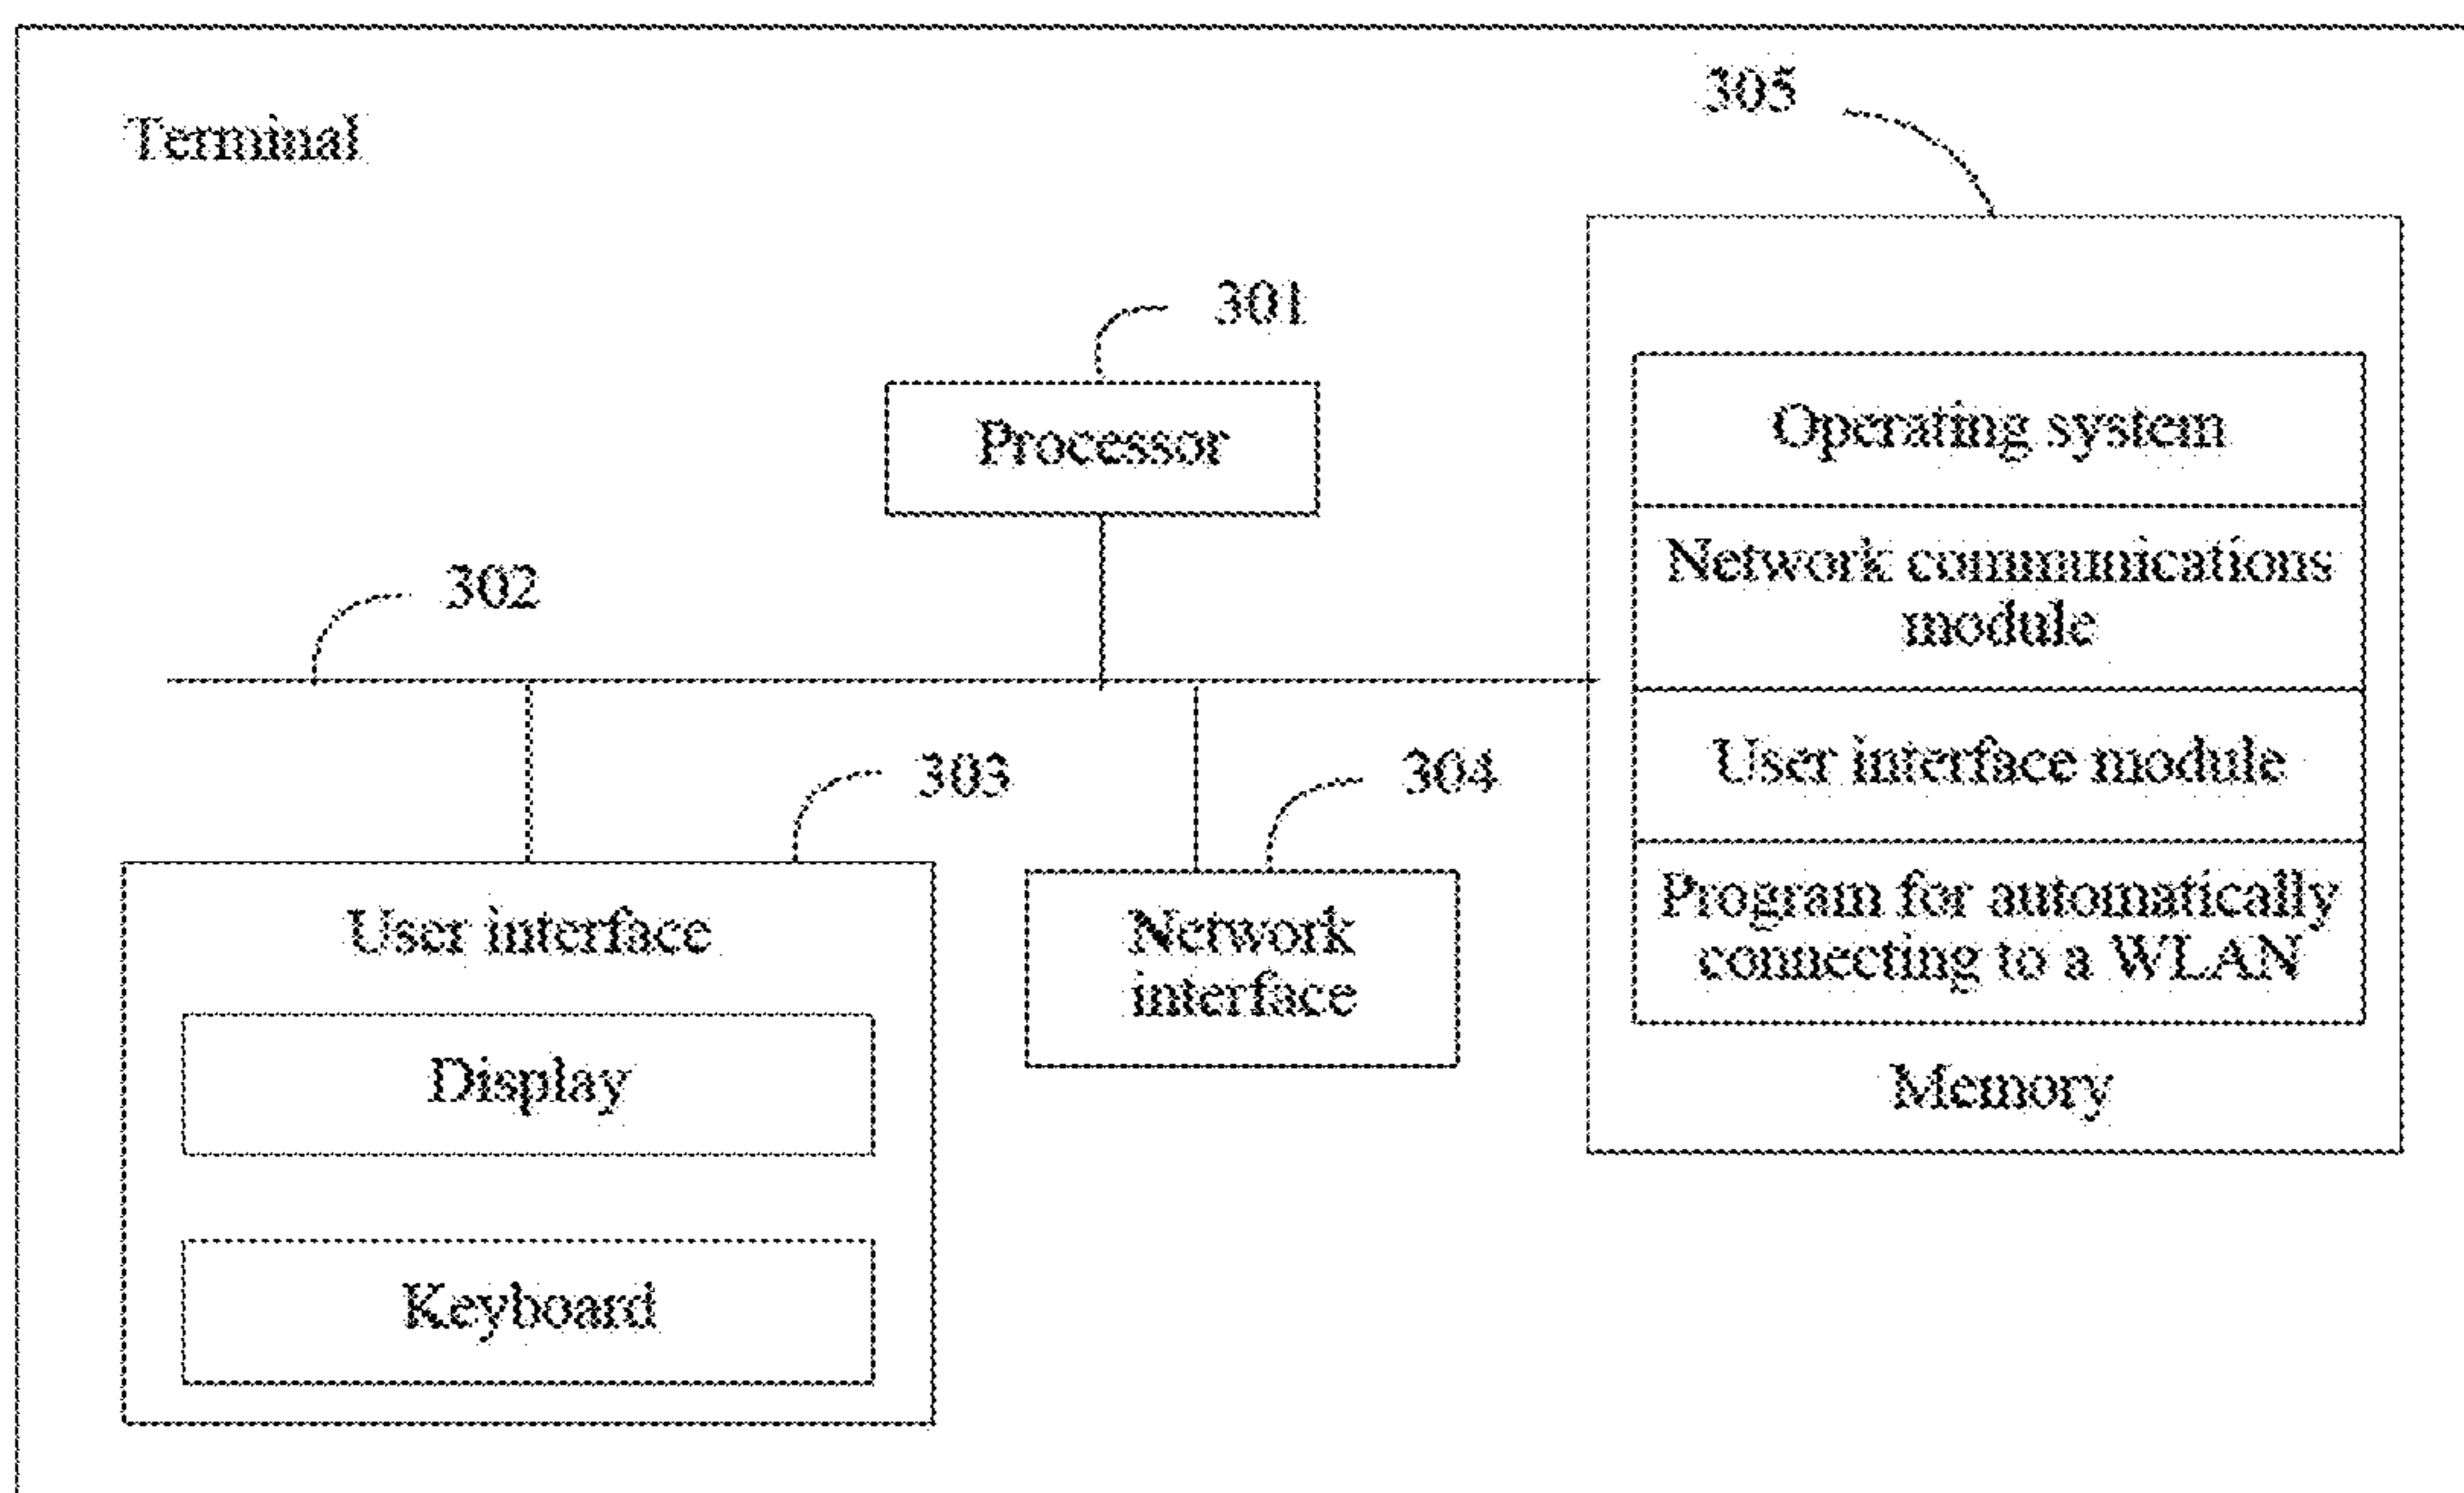 Terminal
305
301
Processor
Operating system
Network communications
module
302
User interface module
303
304
Program for automatically
connecting to a WLAN
User interface
Network
interface
Display
Memory
Keyboard